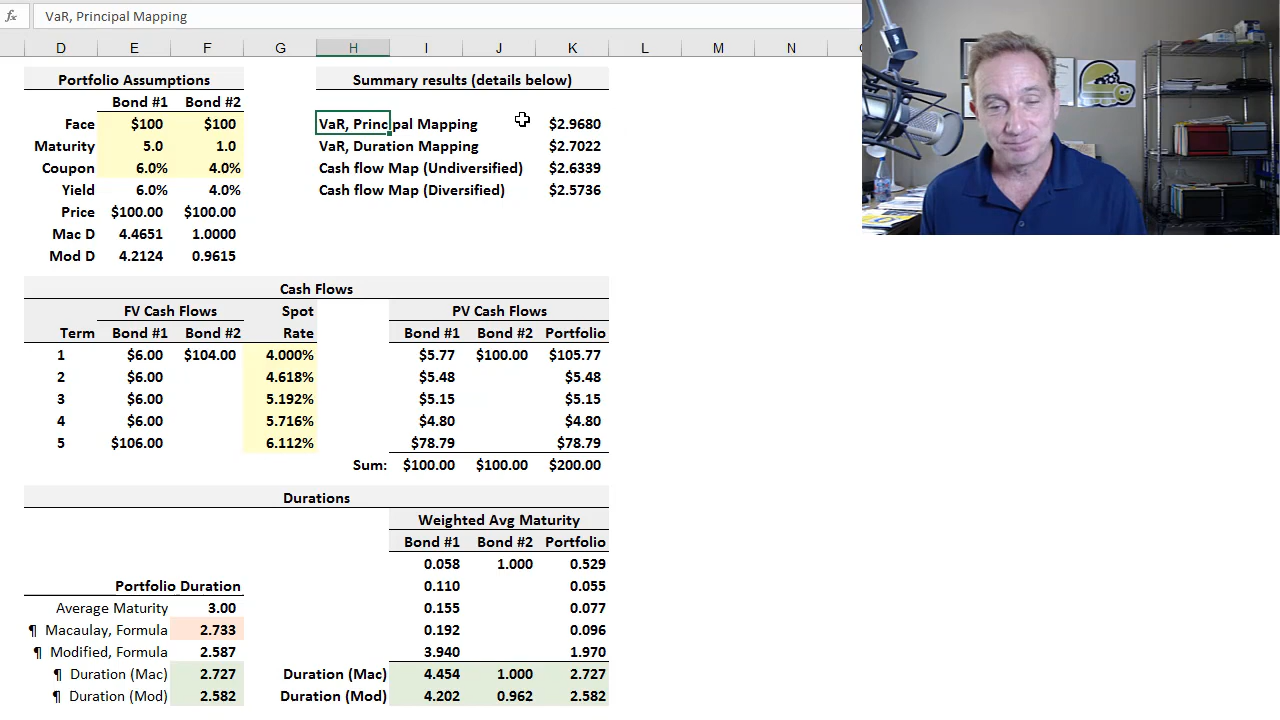 fx VaR, Principal Mapping
D E F G H I J K L M N
Portfolio Assumptions Summary results (details below)
Bond #1 Bond #2
Face $100 $100 VaR, Principal Mapping $2.9680
Maturity 5.0 1.0 VaR, Duration Mapping $2.7022
Coupon 6.0% 4.0% Cash flow Map (Undiversified) $2.6339
Yield 6.0% 4.0% Cash flow Map (Diversified) $2.5736
Price $100.00 $100.00
Mac D 4.4651 1.0000
Mod D 4.2124 0.9615
Cash Flows
FV Cash Flows Spot PV Cash Flows
Term Bond #1 Bond #2 Rate Bond #1 Bond #2 Portfolio
1 $6.00 $104.00 4.000% $5.77 $100.00 $105.77
2 $6.00 4.618% $5.48 $5.48
3 $6.00 5.192% $5.15 $5.15
4 $6.00 5.716% $4.80 $4.80
5 $106.00 6.112% $78.79 $78.79
Sum: $100.00 $100.00 $200.00
Durations
Weighted Avg Maturity
Bond #1 Bond #2 Portfolio
0.058 1.000 0.529
Portfolio Duration 0.110 0.055
Average Maturity 3.00 0.155 0.077
¶ Macaulay, Formula 2.733 0.192 0.096
¶ Modified, Formula 2.587 3.940 1.970
¶ Duration (Mac) 2.727 Duration (Mac) 4.454 1.000 2.727
¶ Duration (Mod) 2.582 Duration (Mod) 4.202 0.962 2.582